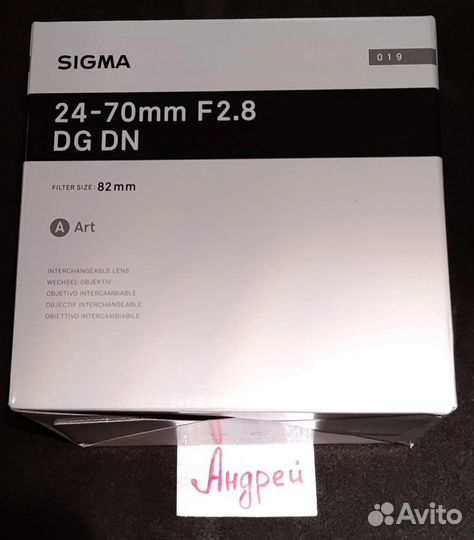 SIGMA
019
24-70mm F2.8
DG DN
FILTER SIZE: 82mm
A Art
INTERCHANGEABLE LENS
WECHSEL-OBJEKTIV
OBJETIVO INTERCAMBIABLE
OBJECTIF INTERCHANGEABLE
OBIETTIVO INTERCAMBIABILE
Андрей
Avito